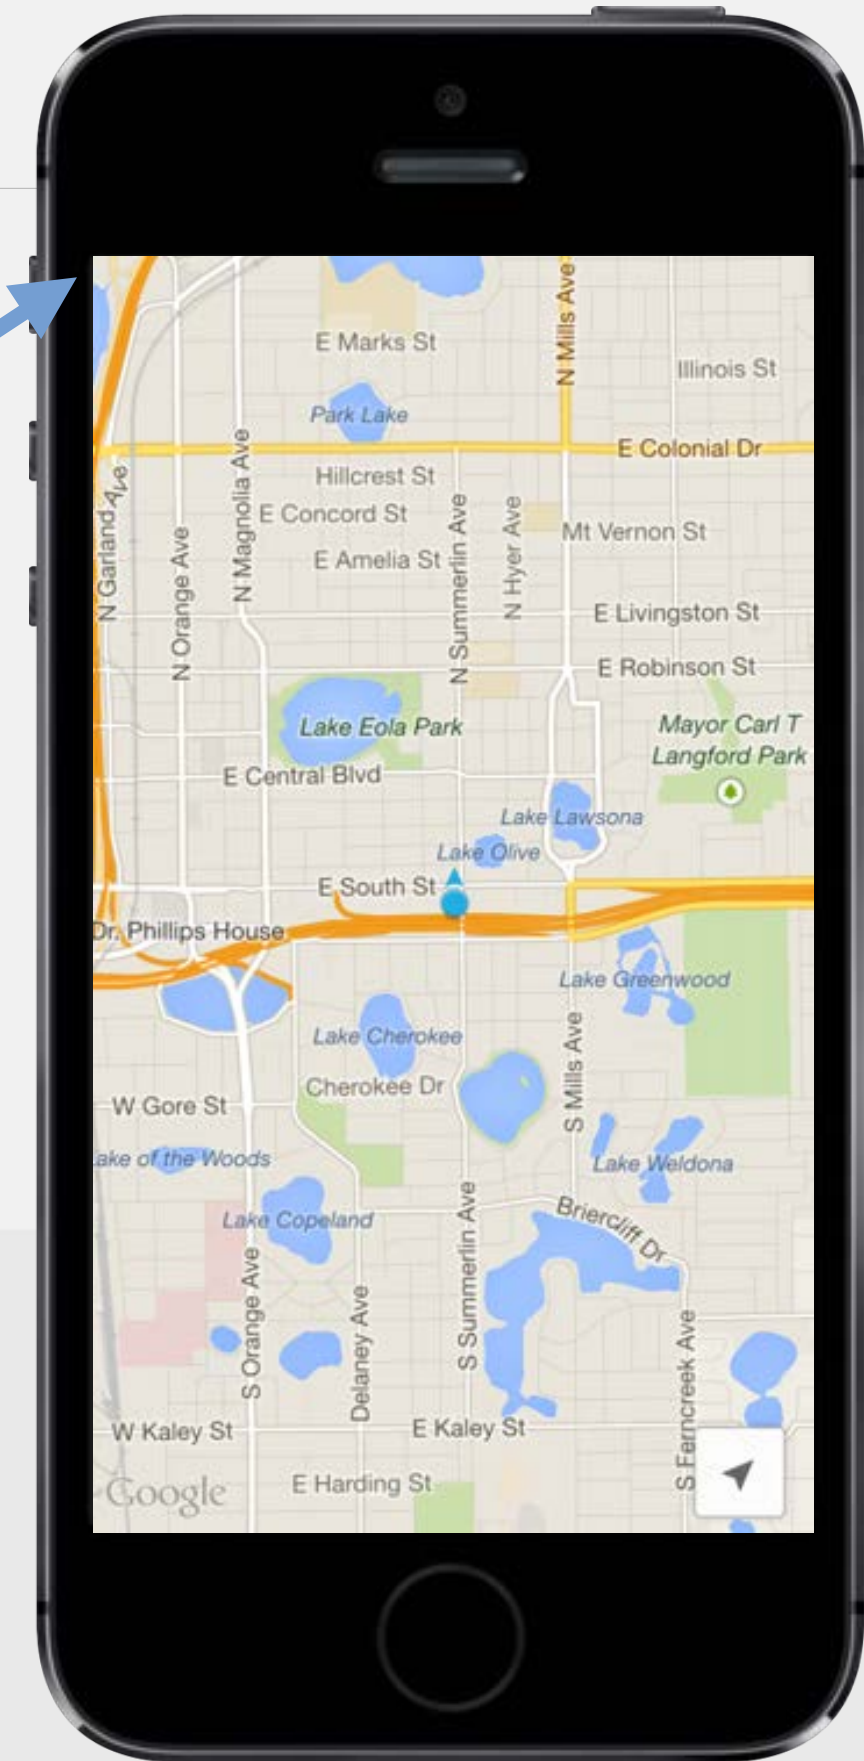 E Marks St
N Mills Ave
Illinois St
Park Lake
E Colonial Dr
Hillcrest St
N Garland Ave
N Magnolia Ave
E Concord St
N Orange Ave
N Summerlin Ave
N Hyer Ave
Mt Vernon St
E Amelia St
E Livingston St
E Robinson St
Lake Eola Park
Mayor Carl T
Langford Park
E Central Blvd
Lake Lawsona
Lake Olive
E South St
Dr. Phillips House
Lake Greenwood
Lake Cherokee
Cherokee Dr
S Mills Ave
W Gore St
ake of the Woods
Lake Weldona
Lake Copeland
Briercliff Dr
S Orange Ave
S Summerlin Ave
Delaney Ave
S Ferncreek Ave
W Kaley St
E Kaley St
Google
E Harding St